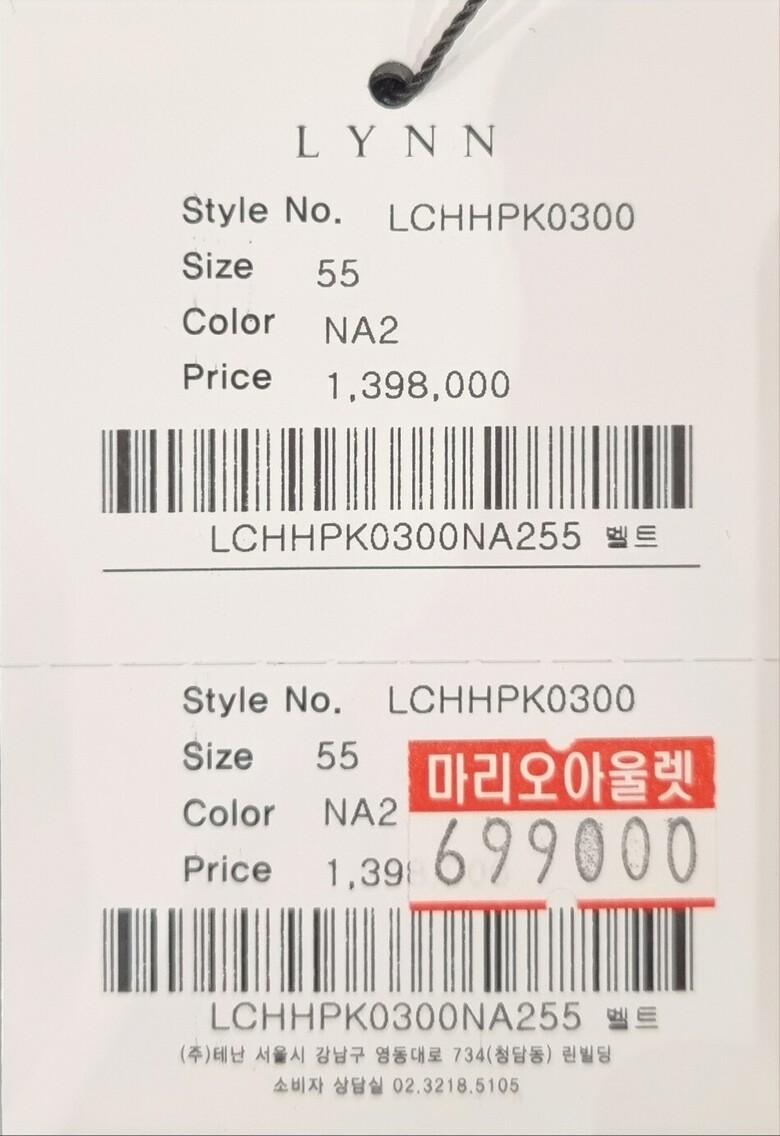 LYNN
Style No. LCHHPK0300
Size 55
Color NA2
Price 1,398,000
LCHHPK0300NA255 벨트
Style No. LCHHPK0300
Size 55
마리오아울렛
Color NA2
699000
Price 1,398
LCHHPK0300NA255 벨트
(주)테난 서울시 강남구 영동대로 734(청담동) 린빌딩
소비자 상담실 02.3218.5105